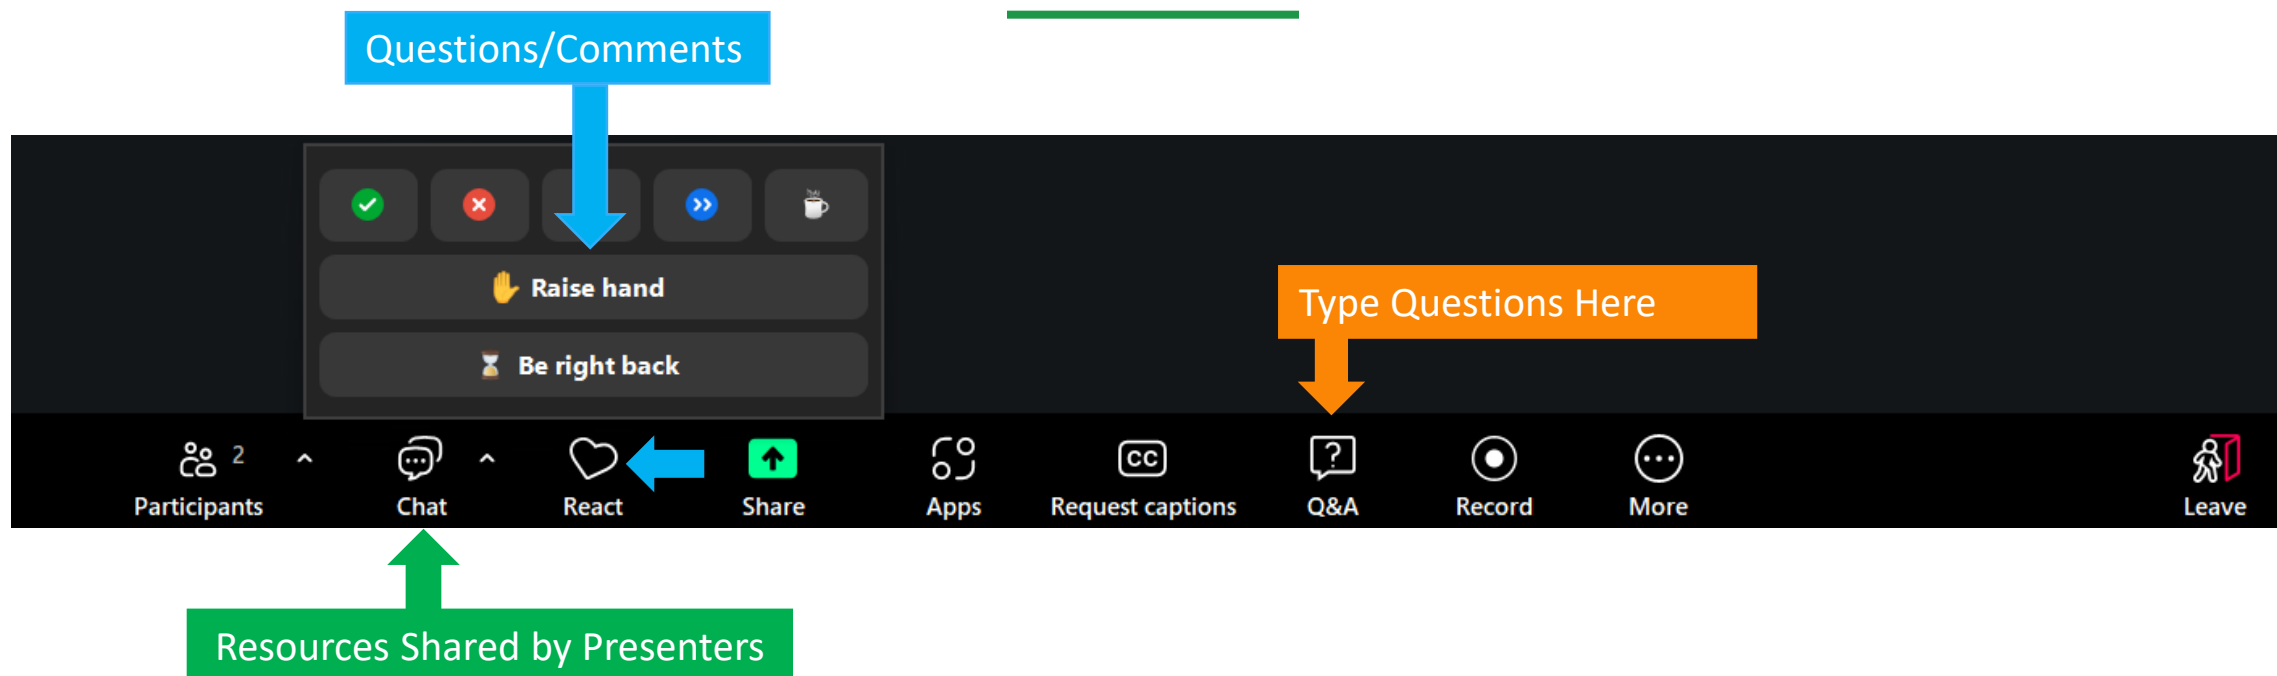 Questions/Comments
Raise hand
Type Questions Here
Be right back
2
CC
?
Participants
Chat
React
Share
Apps
Request captions
Q&A
Record
More
Leave
Resources Shared by Presenters